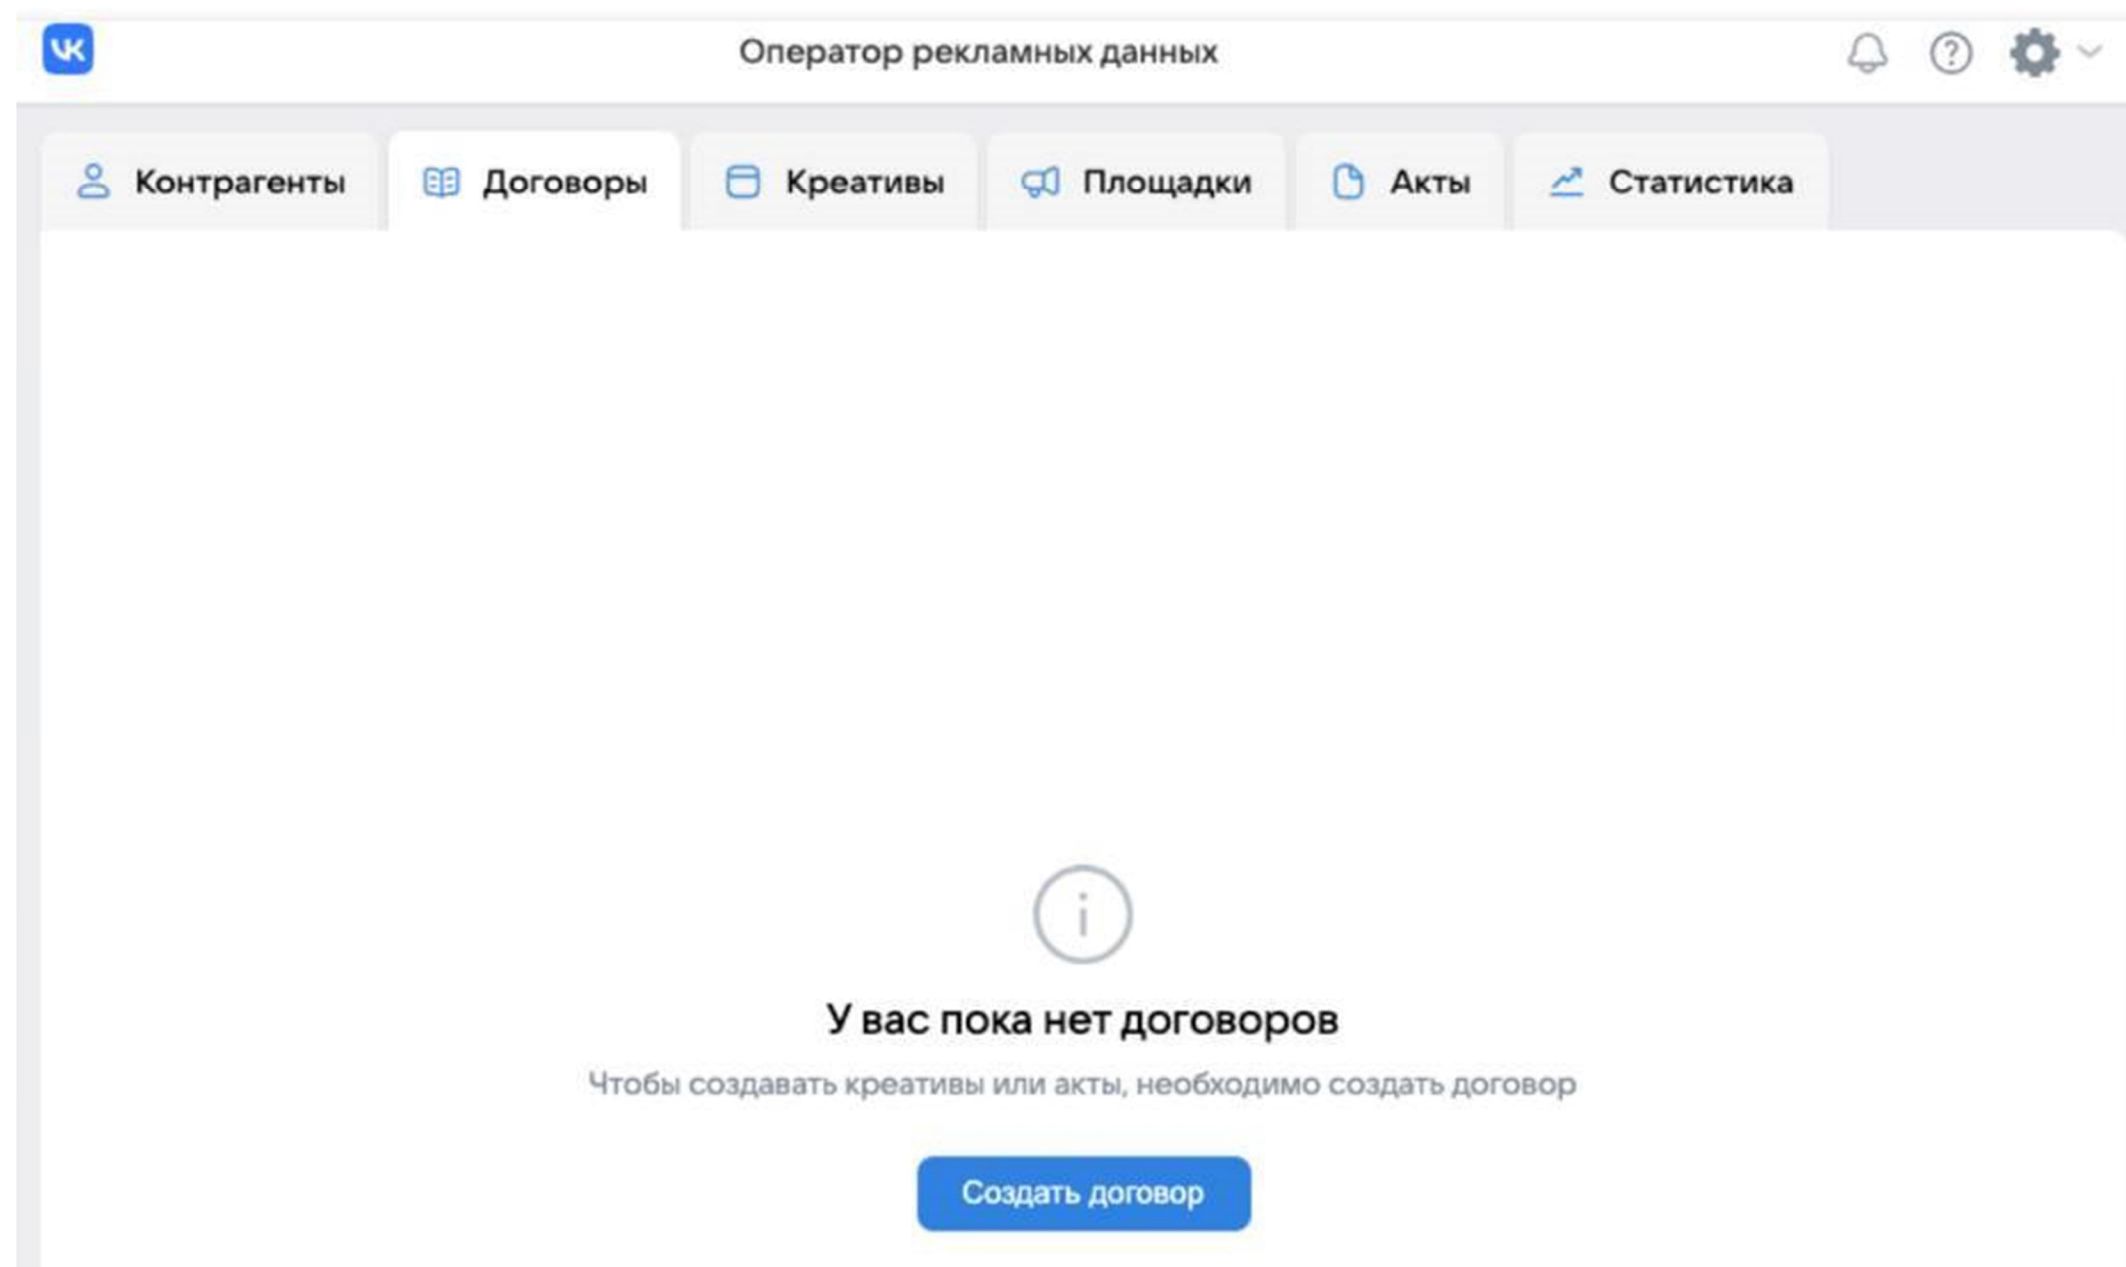 VK
Оператор рекламных данных
Контрагенты
Договоры
Креативы
Площадки
Акты
Статистика
У вас пока нет договоров
Чтобы создавать креативы или акты, необходимо создать договор
Создать договор